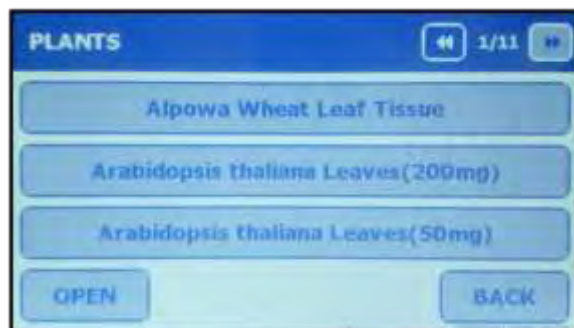 PLANTS 1/11
Alpowa Wheat Leaf Tissue
Arabidopsis thaliana Leaves(200mg)
Arabidopsis thaliana Leaves(50mg)
OPEN BACK